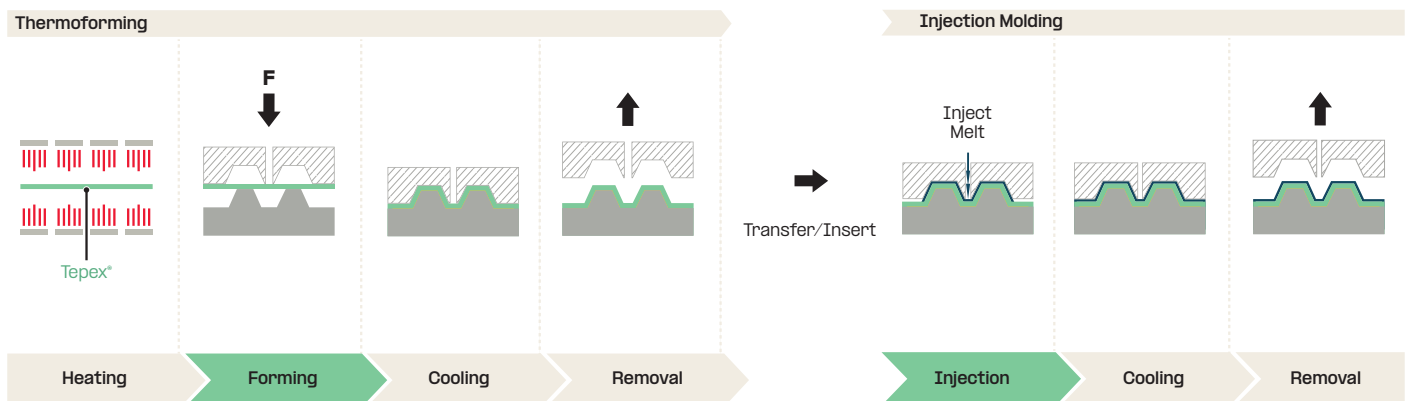 Thermoforming
Injection Molding
F
Inject
Melt
Transfer/Insert
Tepex®
Heating
Forming
Cooling
Removal
Injection
Cooling
Removal